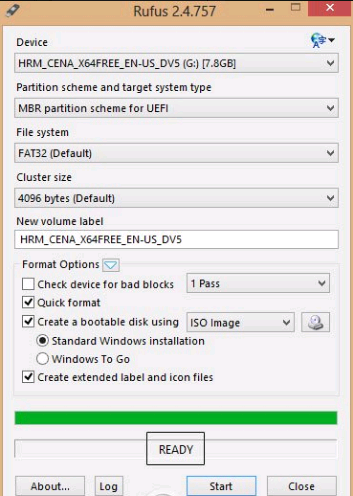 Rufus 2.4.757
Device
HRM_CENA_X64FREE_EN-US_DV5 (G:) [7.8GB]
Partition scheme and target system type
MBR partition scheme for UEFI
File system
FAT32 (Default)
Cluster size
4096 bytes (Default)
New volume label
HRM_CENA_X64FREE_EN-US_DV5
Format Options
Check device for bad blocks 1 Pass
Quick format
Create a bootable disk using ISO Image
Standard Windows installation
Windows To Go
Create extended label and icon files
READY
About... Log Start Close